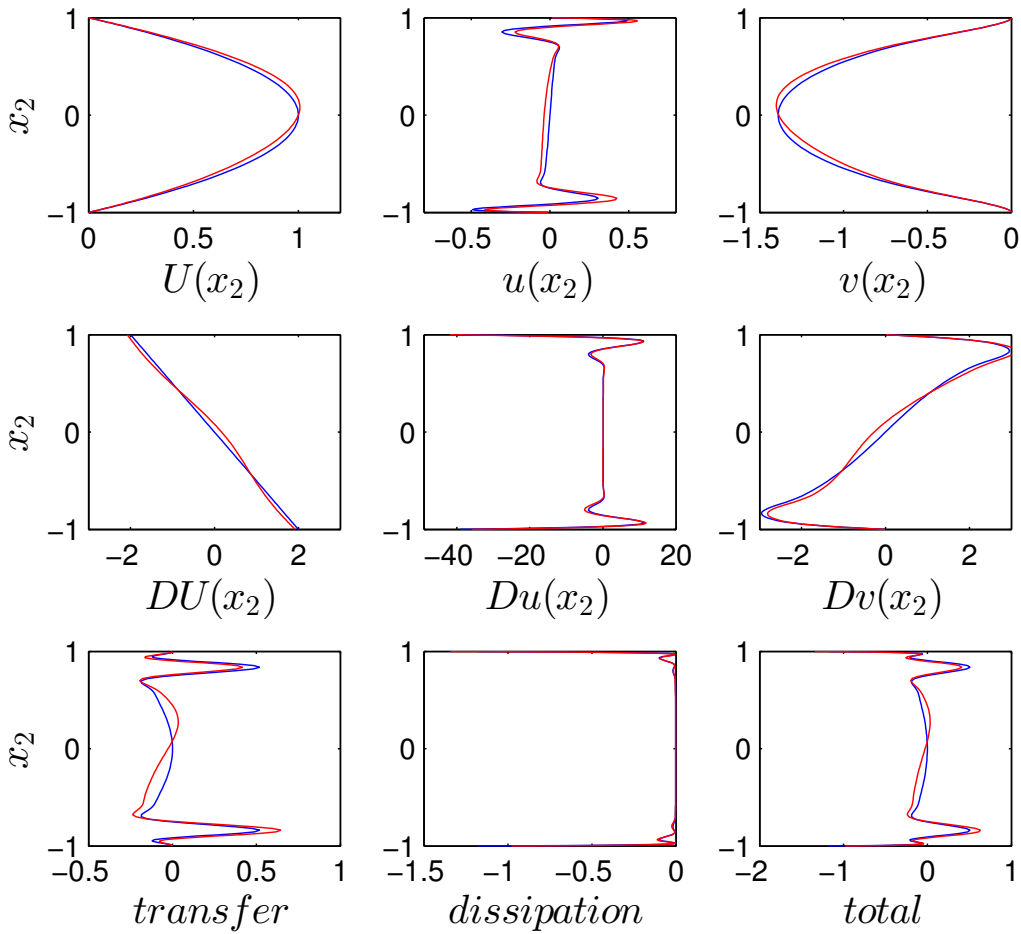 1
0
−1
x₂
0 0.5 1
U(x₂)
1
0
−1
−0.5 0 0.5
u(x₂)
1
0
−1
−1.5 −1 −0.5 0
v(x₂)
1
0
−1
x₂
−2 0 2
DU(x₂)
1
0
−1
−40 −20 0 20
Du(x₂)
1
0
−1
−2 0 2
Dv(x₂)
1
0
−1
x₂
−0.5 0 0.5 1
transfer
1
0
−1
−1.5 −1 −0.5 0
dissipation
1
0
−1
−2 −1 0 1
total